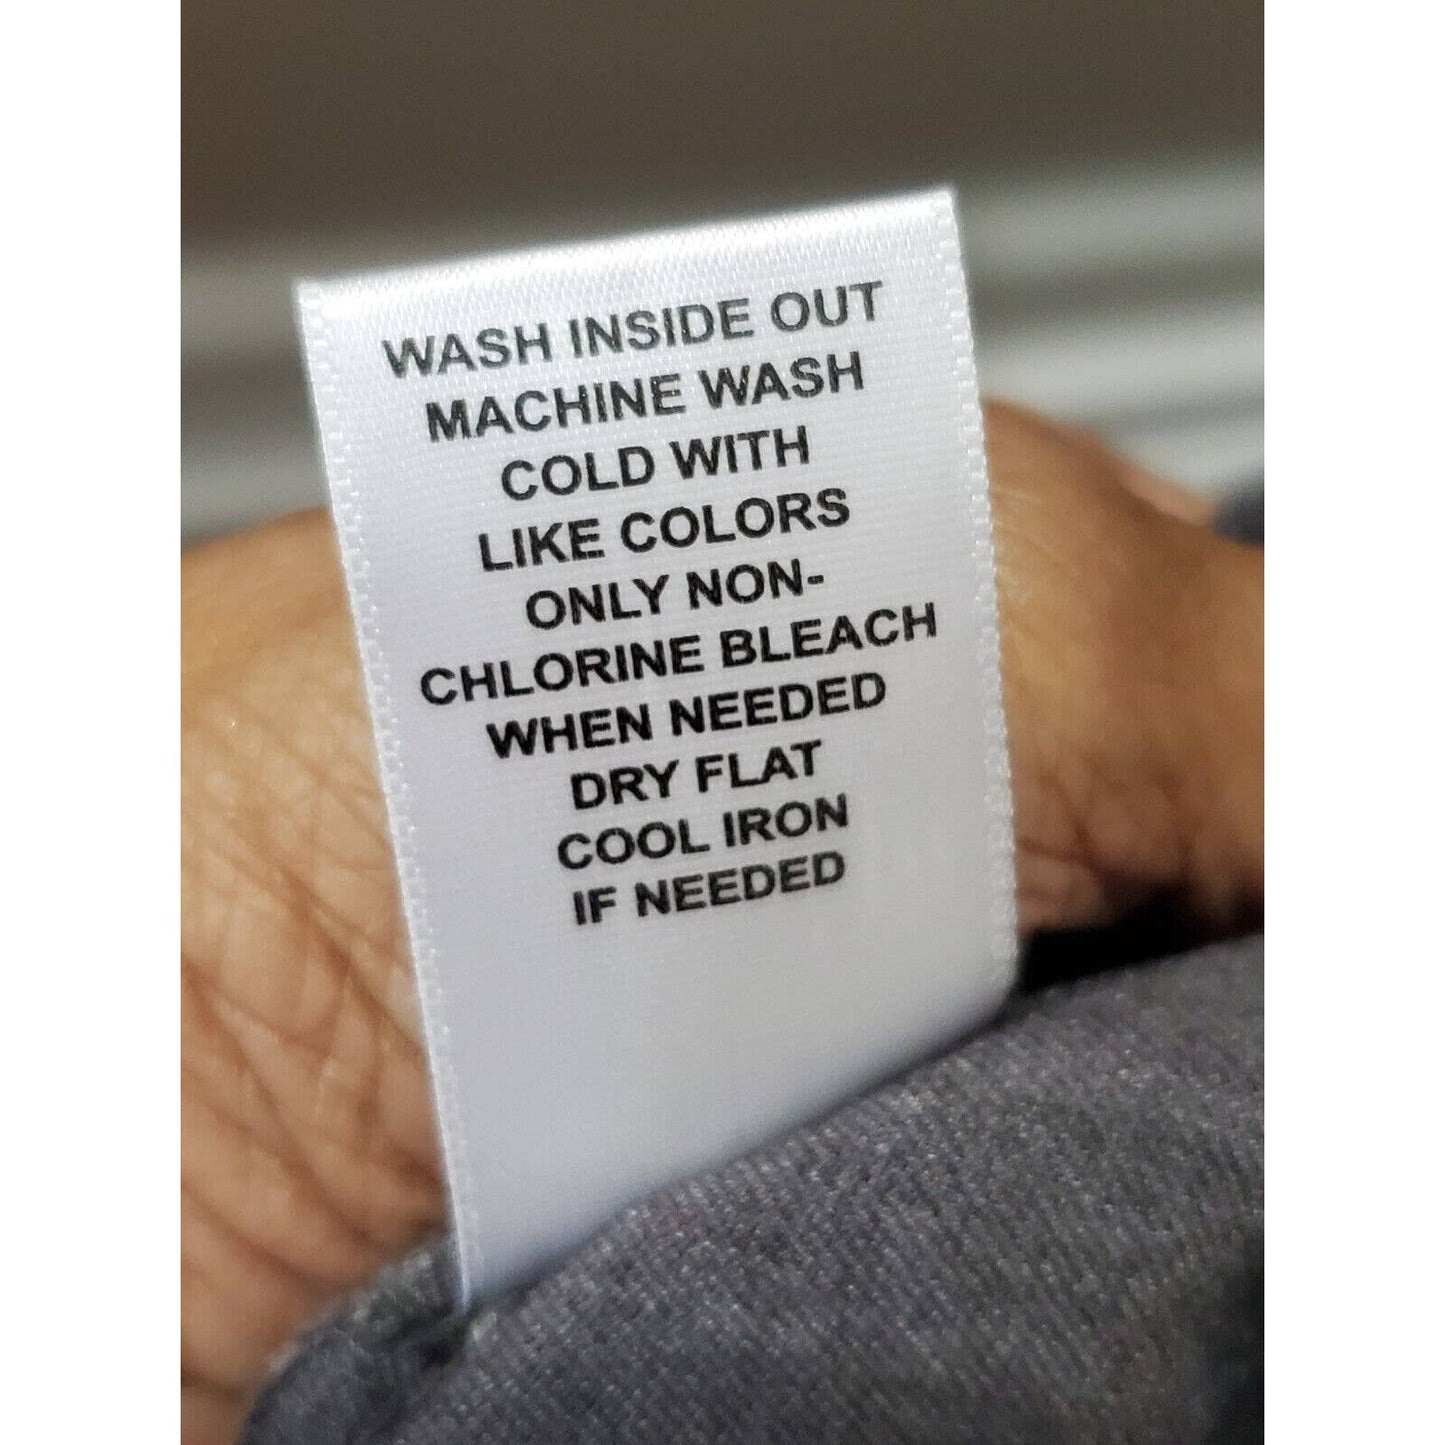 WASH INSIDE OUT
MACHINE WASH
COLD WITH
LIKE COLORS
ONLY NON-
CHLORINE BLEACH
WHEN NEEDED
DRY FLAT
COOL IRON
IF NEEDED